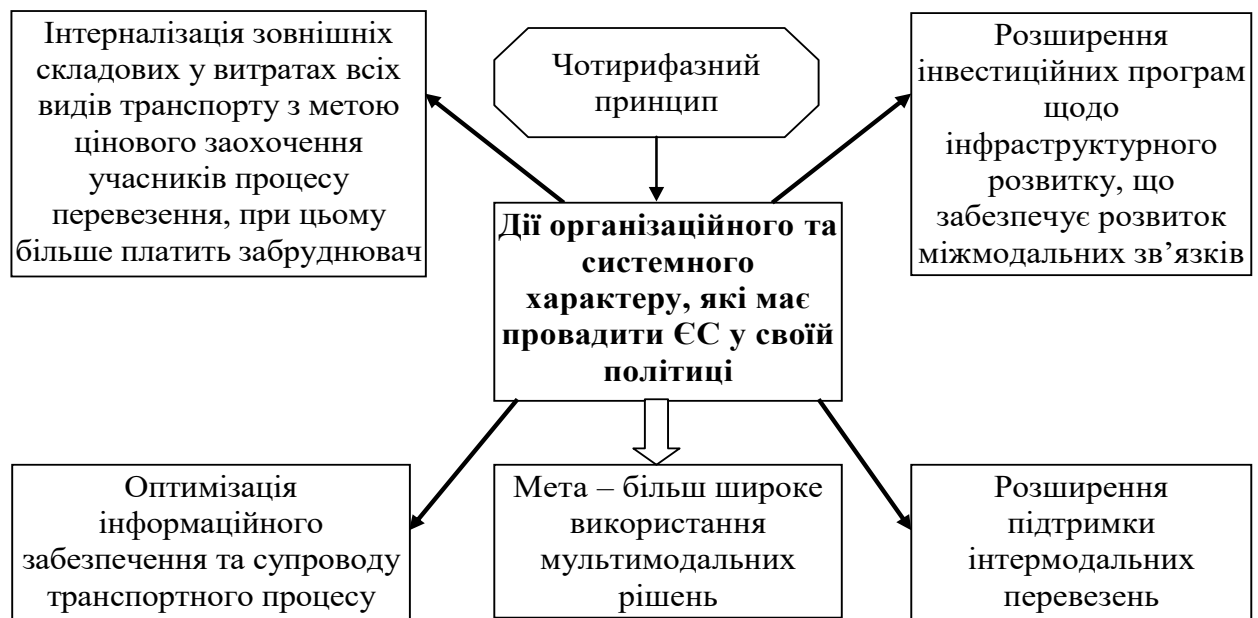 Інтерналізація зовнішніх
складових у витратах всіх
видів транспорту з метою
цінового заохочення
учасників процесу
перевезення, при цьому
більше платить забруднювач
Чотирифазний
принцип
Розширення
інвестиційних програм
щодо
інфраструктурного
розвитку, що
забезпечує розвиток
міжмодальних зв’язків
Дії організаційного та
системного
характеру, які має
провадити ЄС у своїй
політиці
Оптимізація
інформаційного
забезпечення та супроводу
транспортного процесу
Мета – більш широке
використання
мультимодальних
рішень
Розширення
підтримки
інтермодальних
перевезень